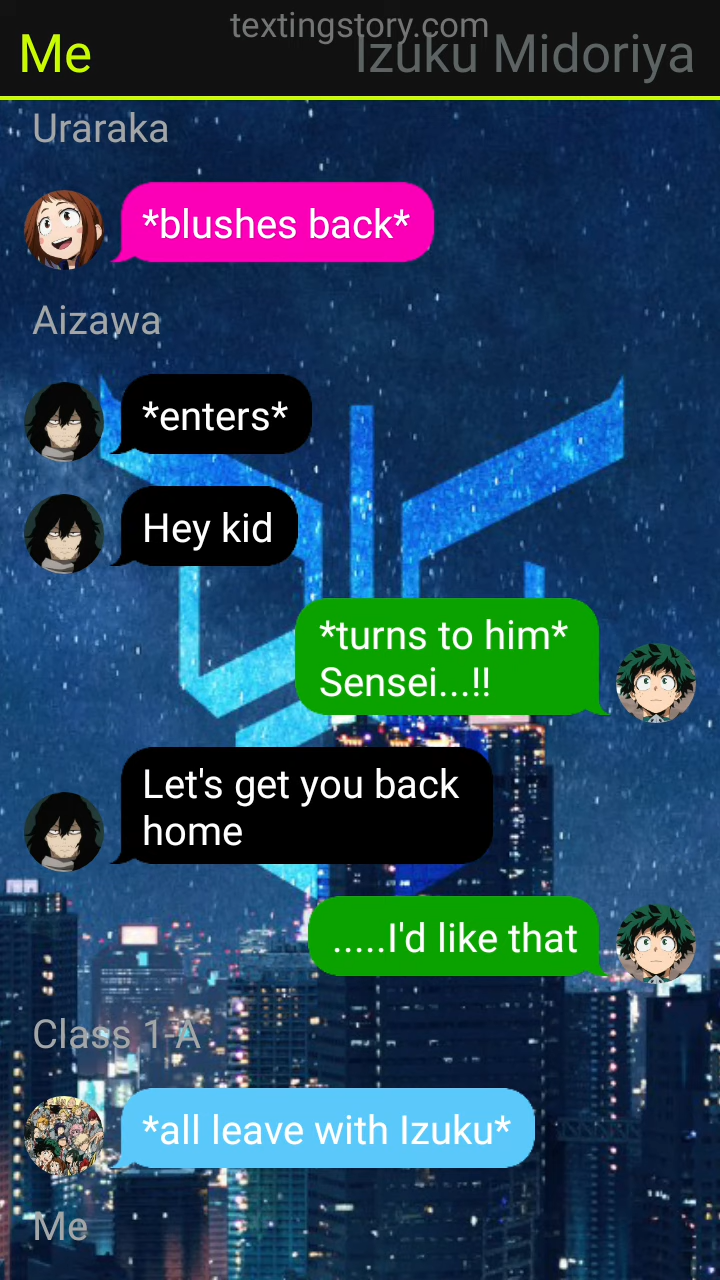 textingstory.com
Me
Izuku Midoriya
Uraraka
*blushes back*
Aizawa
*enters*
Hey kid
*turns to him*
Sensei...!!
Let's get you back
home
.....I'd like that
Class 1-A
*all leave with Izuku*
Me